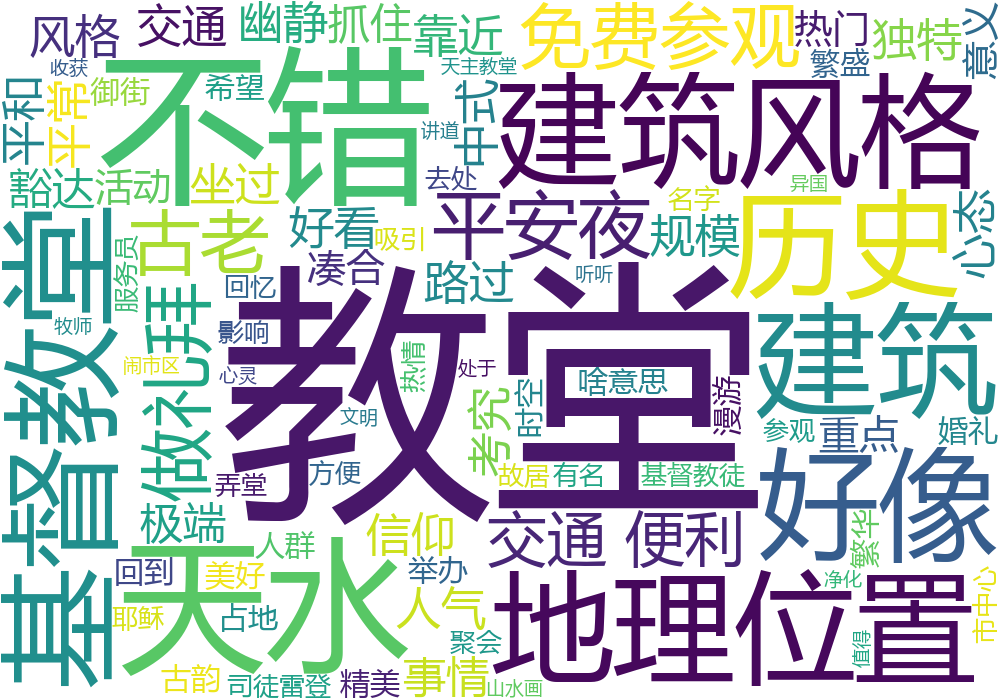 风格
交通
幽静
抓住
靠近
免费参观
热门
独特
意义
收获
天主教堂
繁盛
平和
平常
御街
希望
不错
讲道
中式
建筑风格
豁达
活动
坐过
去处
异国
基督教堂
服务员
古老
好看
吸引
平安夜
名字
规模
历史
心态
牧师
做礼拜
回忆
凑合
路过
听听
闹市区
影响
心灵
教堂
热情
处于
文明
考究
时空
啥意思
漫游
建筑
参观
重点
婚礼
弄堂
方便
故居
有名
基督教徒
好像
极端
天水
人群
信仰
交通便利
繁华
回到
美好
举办
净化
市中心
耶稣
占地
人气
聚会
地理位置
值得
古韵
司徒雷登
精美
事情
山水画